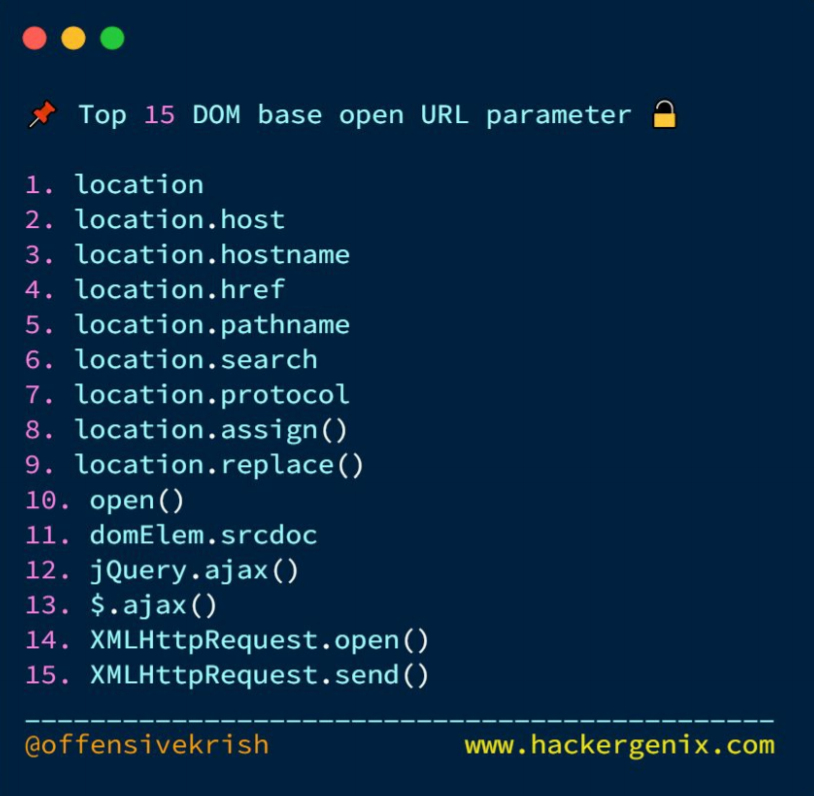 📌 Top 15 DOM base open URL parameter 🔓
1. location
2. location.host
3. location.hostname
4. location.href
5. location.pathname
6. location.search
7. location.protocol
8. location.assign()
9. location.replace()
10. open()
11. domElem.srcdoc
12. jQuery.ajax()
13. $.ajax()
14. XMLHttpRequest.open()
15. XMLHttpRequest.send()
@offensivekrish www.hackergenix.com